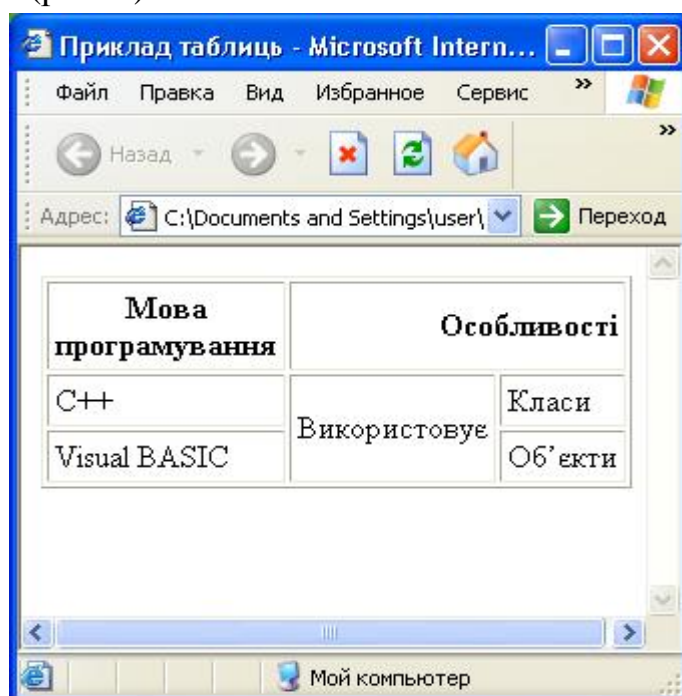 Приклад таблиць - Microsoft Intern...
Файл Правка Вид Избранное Сервис »
Назад »
Адрес: C:\Documents and Settings\user\ Переход
Мова Особливості
програмування
C++ Використовує Класи
Visual BASIC Об’єкти
Мой компьютер